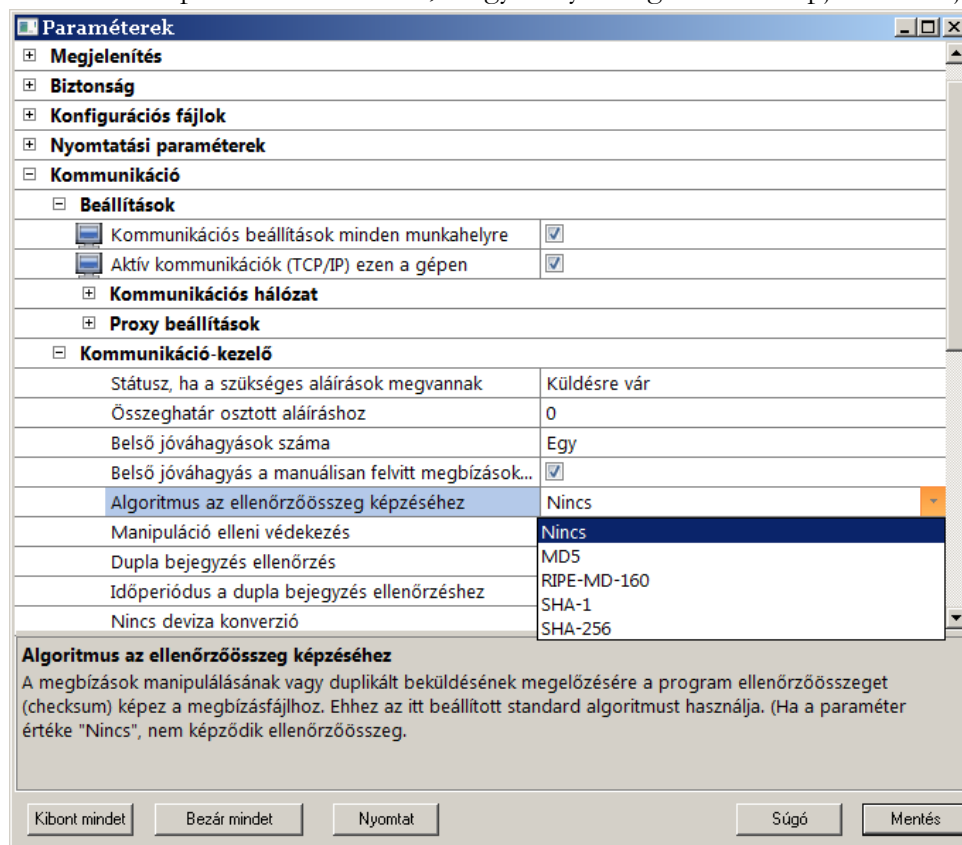 Paraméterek
Megjelenítés
Biztonság
Konfigurációs fájlok
Nyomtatási paraméterek
Kommunikáció
Beállítások
Kommunikációs beállítások minden munkahelyre
Aktív kommunikációk (TCP/IP) ezen a gépen
Kommunikációs hálózat
Proxy beállítások
Kommunikáció-kezelő
Státusz, ha a szükséges aláírások megvannak Küldésre vár
Összeghatár osztott aláíráshoz 0
Belső jóváhagyások száma Egy
Belső jóváhagyás a manuálisan felvitt megbízások...
Algoritmus az ellenőrzőösszeg képzéséhez Nincs
Manipuláció elleni védekezés
Dupla bejegyzés ellenőrzés
Időperiódus a dupla bejegyzés ellenőrzéshez
Nincs deviza konverzió
Nincs
MD5
RIPE-MD-160
SHA-1
SHA-256
Algoritmus az ellenőrzőösszeg képzéséhez
A megbízások manipulálásának vagy duplikált beküldésének megelőzésére a program ellenőrzőösszeget
(checksum) képez a megbízásfájlhoz. Ehhez az itt beállított standard algoritmust használja. (Ha a paraméter
értéke "Nincs", nem képződik ellenőrzőösszeg.
Kibont mindet Bezár mindet Nyomtat Súgó Mentés